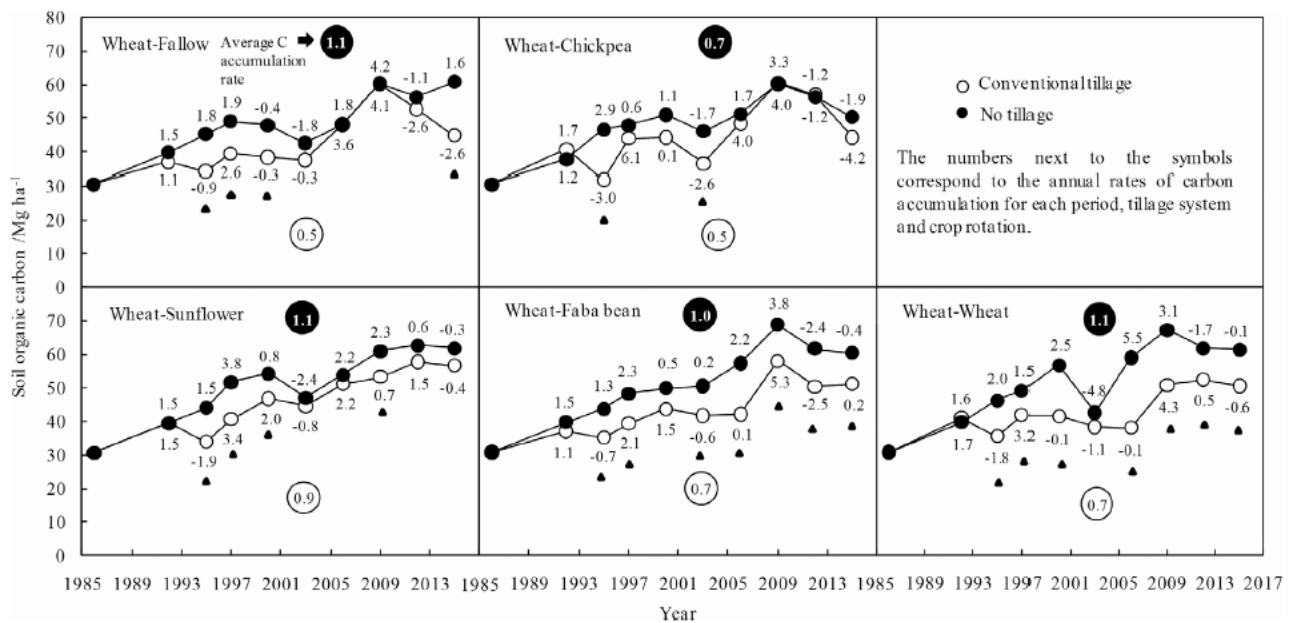 80
70
60
50
40
30
20
10
0
70
60
50
40
30
20
10
0
Soil organic carbon /Mg ha⁻¹
Wheat-Fallow
Average C
accumulation
rate
1.1
1.5 1.8 1.9 -0.4 -1.8 1.8 4.2 -1.1 1.6
1.1 -0.9 2.6 -0.3 -0.3 3.6 4.1 -2.6 -2.6
0.5
Wheat-Chickpea
0.7
1.7 2.9 0.6 1.1 -1.7 1.7 3.3 -1.2 -1.9
1.2 -3.0 6.1 0.1 -2.6 4.0 4.0 -1.2 -4.2
0.5
Conventional tillage
No tillage
The numbers next to the symbols
correspond to the annual rates of carbon
accumulation for each period, tillage system
and crop rotation.
Wheat-Sunflower
1.1
1.5 1.5 3.8 0.8 -2.4 2.2 2.3 0.6 -0.3
1.5 -1.9 3.4 2.0 -0.8 2.2 0.7 1.5 -0.4
0.9
Wheat-Faba bean
1.0
1.5 1.3 2.3 0.5 0.2 2.2 3.8 -2.4 -0.4
1.1 -0.7 2.1 1.5 -0.6 0.1 5.3 -2.5 0.2
0.7
Wheat-Wheat
1.1
1.6 2.0 1.5 2.5 -4.8 5.5 3.1 -1.7 -0.1
1.7 -1.8 3.2 -0.1 -1.1 -0.1 4.3 0.5 -0.6
0.7
1985 1989 1993 1997 2001 2005 2009 2013 1985 1989 1993 1997 2001 2005 2009 2013 1985 1989 1993 1997 2001 2005 2009 2013 2017
Year